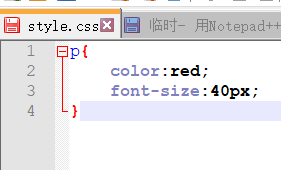 style.css 临时- 用Notepad++
1 p{
2 color:red;
3 font-size:40px;
4 }